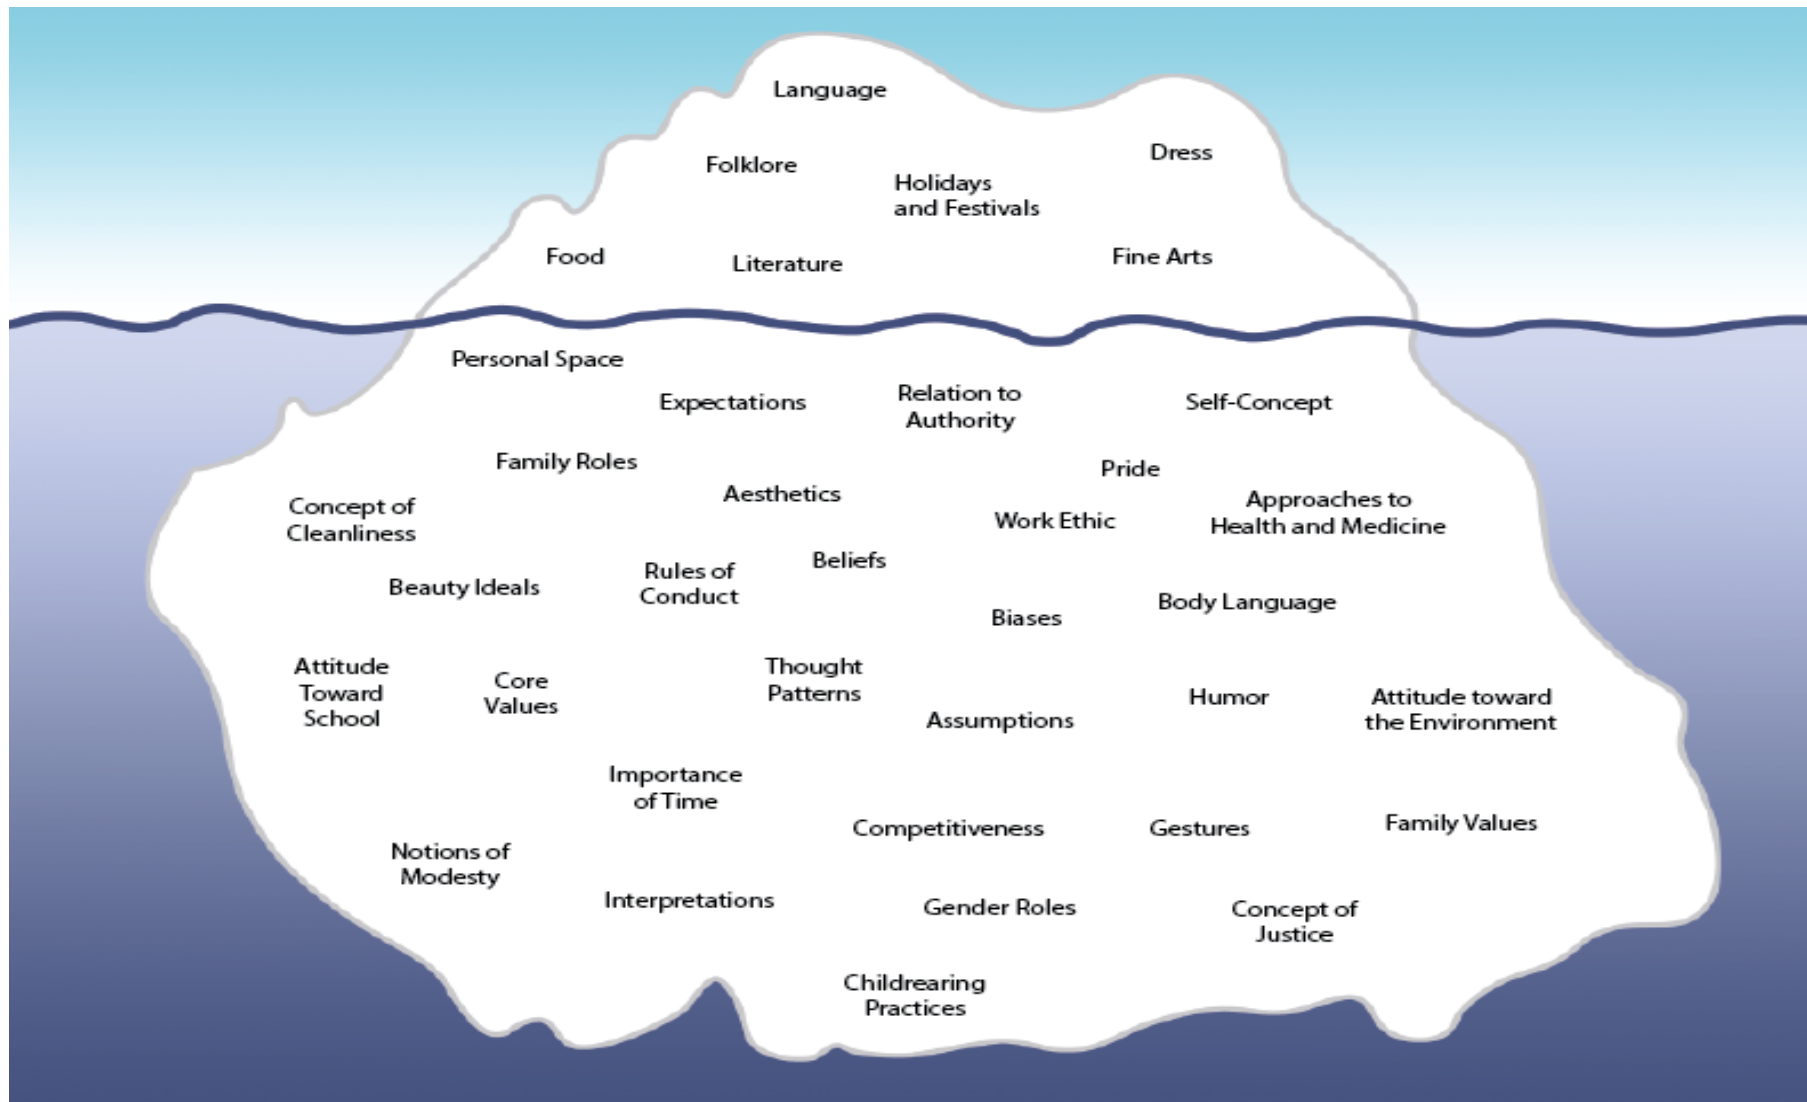 Language
Dress
Folklore
Holidays
and Festivals
Food
Literature
Fine Arts
Personal Space
Expectations
Relation to
Authority
Self-Concept
Family Roles
Pride
Aesthetics
Concept of
Cleanliness
Work Ethic
Approaches to
Health and Medicine
Beliefs
Beauty Ideals
Rules of
Conduct
Biases
Body Language
Attitude
Toward
School
Core
Values
Thought
Patterns
Assumptions
Humor
Attitude toward
the Environment
Importance
of Time
Competitiveness
Gestures
Family Values
Notions of
Modesty
Interpretations
Gender Roles
Concept of
Justice
Childrearing
Practices